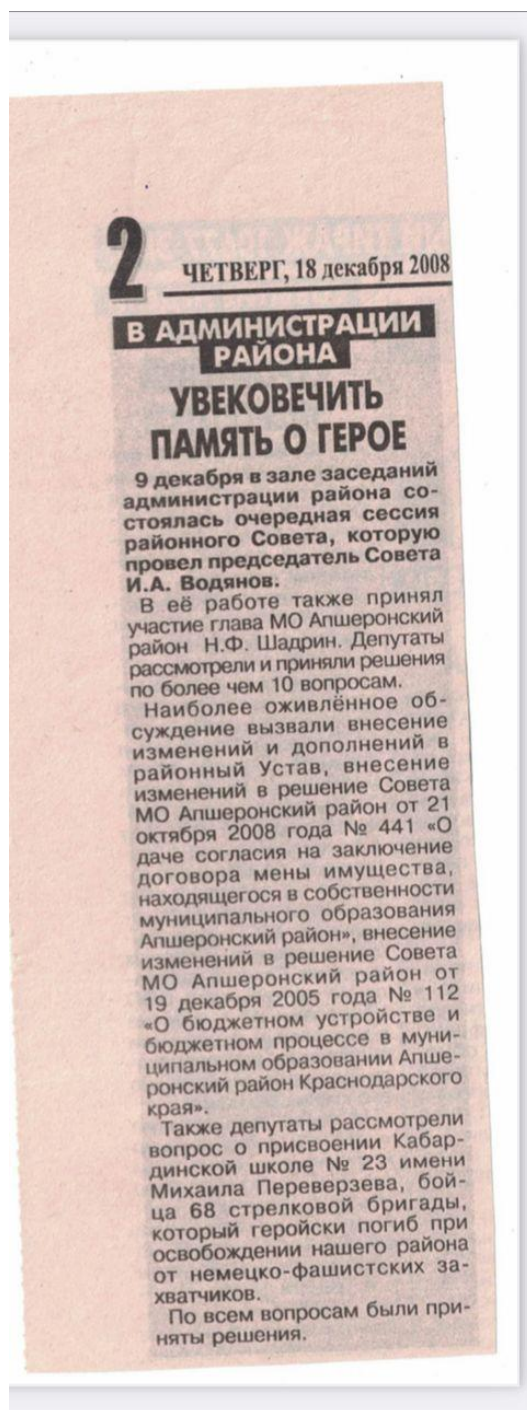 2
ЧЕТВЕРГ, 18 декабря 2008
В АДМИНИСТРАЦИИ
РАЙОНА
УВЕКОВЕЧИТЬ
ПАМЯТЬ О ГЕРОЕ
9 декабря в зале заседаний
администрации района со-
стоялась очередная сессия
районного Совета, которую
провел председатель Совета
И.А. Водянов.
В её работе также принял
участие глава МО Апшеронский
район Н.Ф. Шадрин. Депутаты
рассмотрели и приняли решения
по более чем 10 вопросам.
Наиболее оживлённое об-
суждение вызвали внесение
изменений и дополнений в
районный Устав, внесение
изменений в решение Совета
МО Апшеронский район от 21
октября 2008 года № 441 «О
даче согласия на заключение
договора мены имущества,
находящегося в собственности
муниципального образования
Апшеронский район», внесение
изменений в решение Совета
МО Апшеронский район от
19 декабря 2005 года № 112
«О бюджетном устройстве и
бюджетном процессе в муни-
ципальном образовании Апше-
ронский район Краснодарского
края».
Также депутаты рассмотрели
вопрос о присвоении Кабар-
динской школе № 23 имени
Михаила Переверзева, бой-
ца 68 стрелковой бригады,
который геройски погиб при
освобождении нашего района
от немецко-фашистских за-
хватчиков.
По всем вопросам были при-
няты решения.